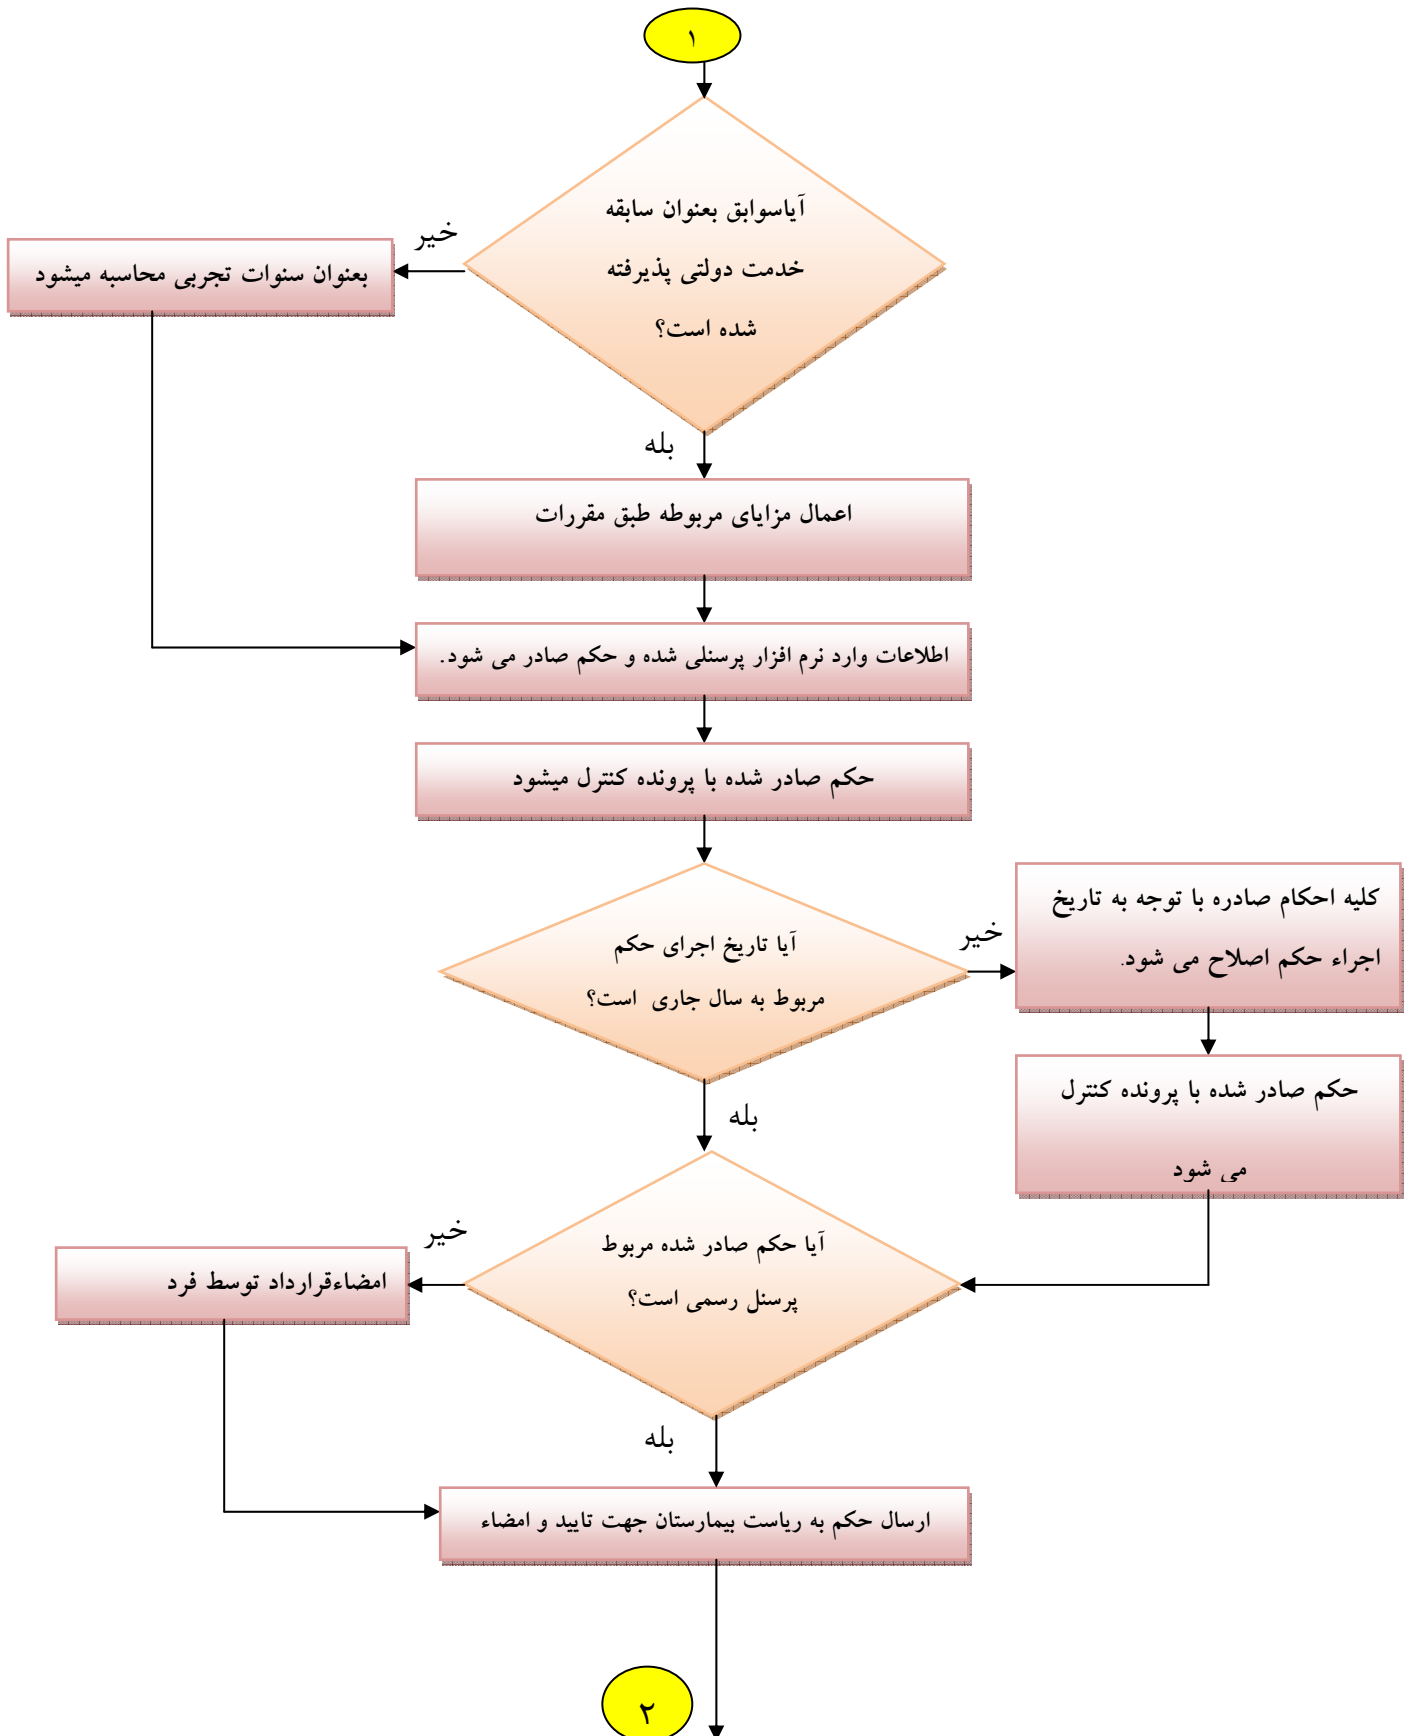 ۱
آیاسوابق بعنوان سابقه
خدمت دولتی پذیرفته
شده است؟
خیر
بعنوان سنوات تجربی محاسبه میشود
بله
اعمال مزایای مربوطه طبق مقررات
اطلاعات وارد نرم افزار پرسنلی شده و حکم صادر می شود.
حکم صادر شده با پرونده کنترل میشود
آیا تاریخ اجرای حکم
مربوط به سال جاری است؟
خیر
کلیه احکام صادره با توجه به تاریخ
اجراء حکم اصلاح می شود.
حکم صادر شده با پرونده کنترل
می شود
بله
آیا حکم صادر شده مربوط
پرسنل رسمی است؟
خیر
امضاءقرارداد توسط فرد
بله
ارسال حکم به ریاست بیمارستان جهت تایید و امضاء
۲